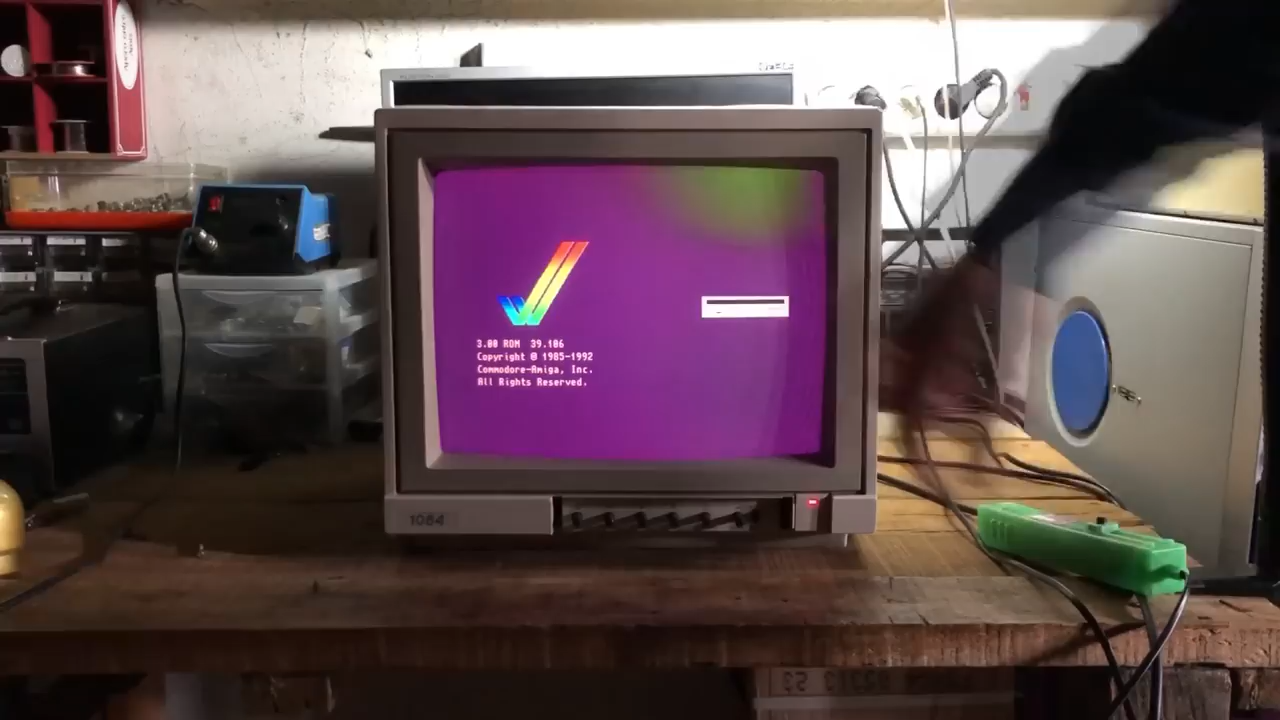 3.00 ROM 39.106
Copyright © 1985-1992
Commodore-Amiga, Inc.
All Rights Reserved.
1084